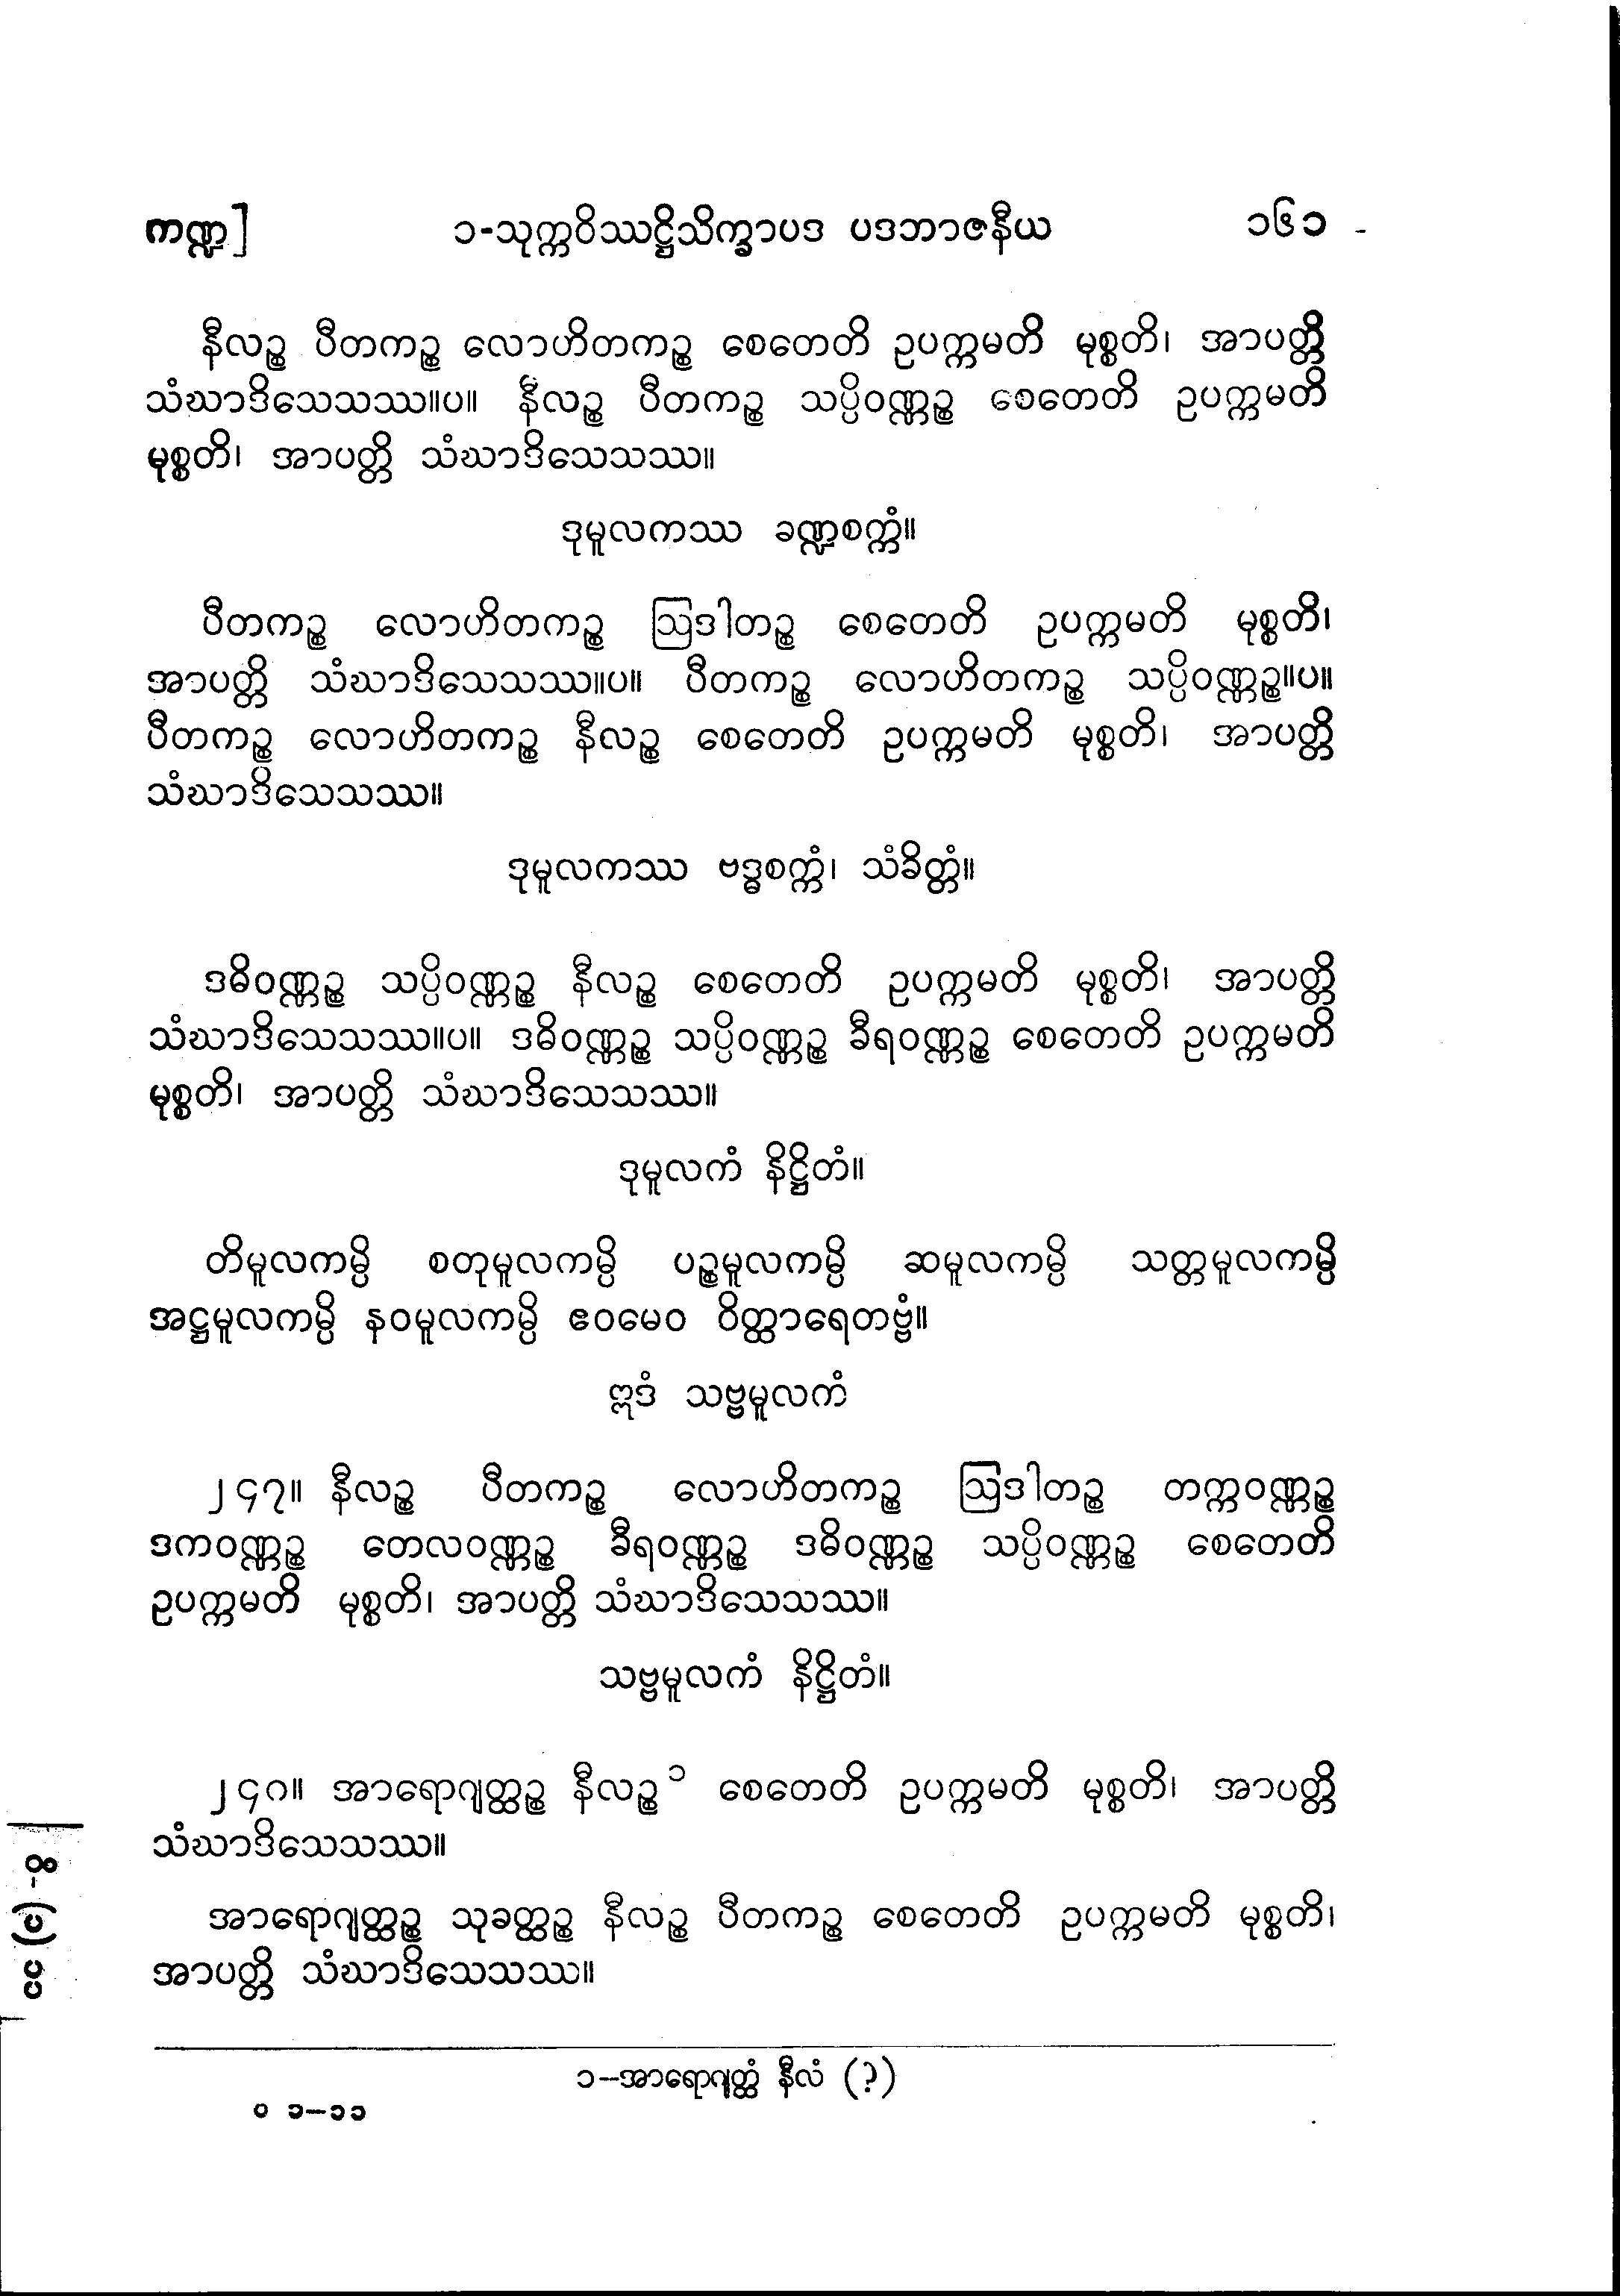 ကဏ္ဍ]
၁-သုက္ကဝိဿဋ္ဌိသိက္ခာပဒ ပဒဘာဇနီယ
၁၆၁
နီလဉ္စ ပီတကဉ္စ လောဟိတကဉ္စ စေတေတိ ဥပက္ကမတိ မုစ္စတိ၊ အာပတ္တိ
သံဃာဒိသေသဿ။ပ။ နီလဉ္စ ပီတကဉ္စ သပ္ပိဝဏ္ဏဉ္စ စေတေတိ ဥပက္ကမတိ
မုစ္စတိ၊ အာပတ္တိ သံဃာဒိသေသဿ။
ဒုမူလကဿ ခဏ္ဍစက္ကံ။
ပီတကဉ္စ လောဟိတကဉ္စ ဩဒါတဉ္စ စေတေတိ ဥပက္ကမတိ မုစ္စတိ၊
အာပတ္တိ သံဃာဒိသေသဿ။ပ။ ပီတကဉ္စ လောဟိတကဉ္စ သပ္ပိဝဏ္ဏဉ္စ။ပ။
ပီတကဉ္စ လောဟိတကဉ္စ နီလဉ္စ စေတေတိ ဥပက္ကမတိ မုစ္စတိ၊ အာပတ္တိ
သံဃာဒိသေသဿ။
ဒုမူလကဿ ဗဒ္ဓစက္ကံ၊ သံခိတ္တံ။
ဒဓိဝဏ္ဏဉ္စ သပ္ပိဝဏ္ဏဉ္စ နီလဉ္စ စေတေတိ ဥပက္ကမတိ မုစ္စတိ၊ အာပတ္တိ
သံဃာဒိသေသဿ။ပ။ ဒဓိဝဏ္ဏဉ္စ သပ္ပိဝဏ္ဏဉ္စ ခီရဝဏ္ဏဉ္စ စေတေတိ ဥပက္ကမတိ
မုစ္စတိ၊ အာပတ္တိ သံဃာဒိသေသဿ။
ဒုမူလကံ နိဋ္ဌိတံ။
တိမူလကမ္ပိ စတုမူလကမ္ပိ ပဉ္စမူလကမ္ပိ ဆမူလကမ္ပိ သတ္တမူလကမ္ပိ
အဋ္ဌမူလကမ္ပိ နဝမူလကမ္ပိ ဧဝမေဝ ဝိတ္ထာရေတဗ္ဗံ။
ဣဒံ သဗ္ဗမူလကံ
၂၄၇။ နီလဉ္စ ပီတကဉ္စ လောဟိတကဉ္စ ဩဒါတဉ္စ တက္ကဝဏ္ဏဉ္စ
ဒကဝဏ္ဏဉ္စ တေလဝဏ္ဏဉ္စ ခီရဝဏ္ဏဉ္စ ဒဓိဝဏ္ဏဉ္စ သပ္ပိဝဏ္ဏဉ္စ စေတေတိ
ဥပက္ကမတိ မုစ္စတိ၊ အာပတ္တိ သံဃာဒိသေသဿ။
သဗ္ဗမူလကံ နိဋ္ဌိတံ။
၂၄၈။ အာရောဂျတ္ထဉ္စ နီလဉ္စ ၁ စေတေတိ ဥပက္ကမတိ မုစ္စတိ၊ အာပတ္တိ
သံဃာဒိသေသဿ။
အာရောဂျတ္ထဉ္စ သုခတ္ထဉ္စ နီလဉ္စ ပီတကဉ္စ စေတေတိ ဥပက္ကမတိ မုစ္စတိ၊
အာပတ္တိ သံဃာဒိသေသဿ။
၁–အာရောဂျတ္ထံ နီလံ (?)
ဝ ၁–၁၁